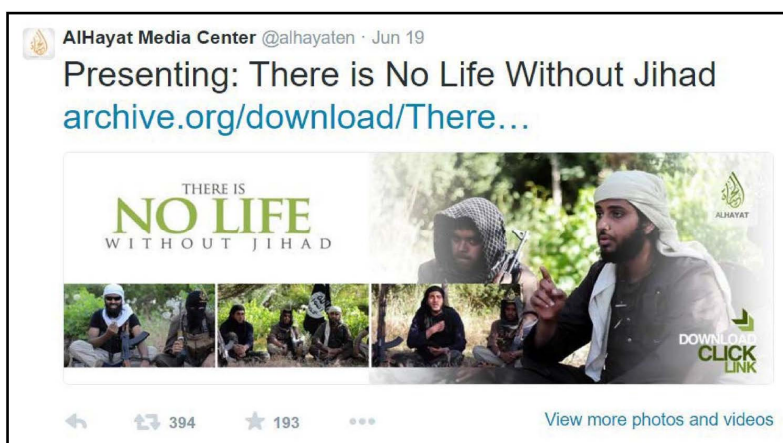 AlHayat Media Center @alhayaten · Jun 19
Presenting: There is No Life Without Jihad
archive.org/download/There…
THERE IS
NO LIFE
WITHOUT JIHAD
ALHAYAT
DOWNLOAD
CLICK
LINK
394 193
View more photos and videos